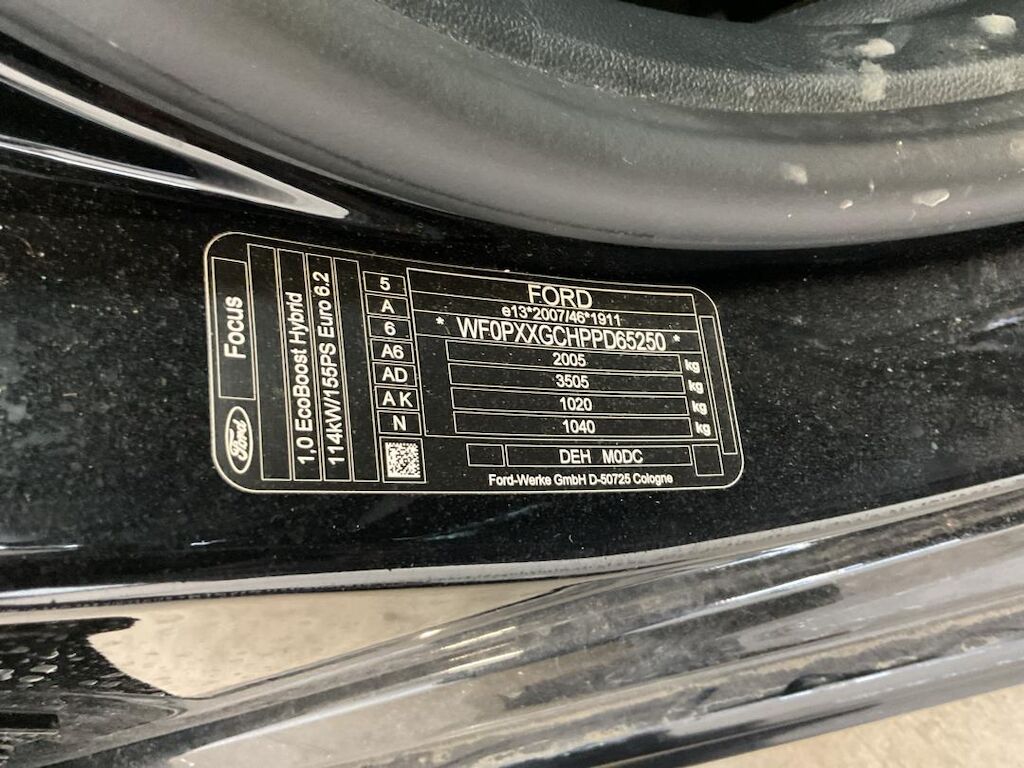 FORD
e13*2007/46*1911
* WF0PXXGCHPPD65250 *
2005 kg
3505 kg
1020 kg
1040 kg
DEH M0DC
Ford-Werke GmbH D-50725 Cologne
5
A
6
A6
AD
A K
N
Focus
1,0 EcoBoost Hybrid
114kW/155PS Euro 6.2
Ford